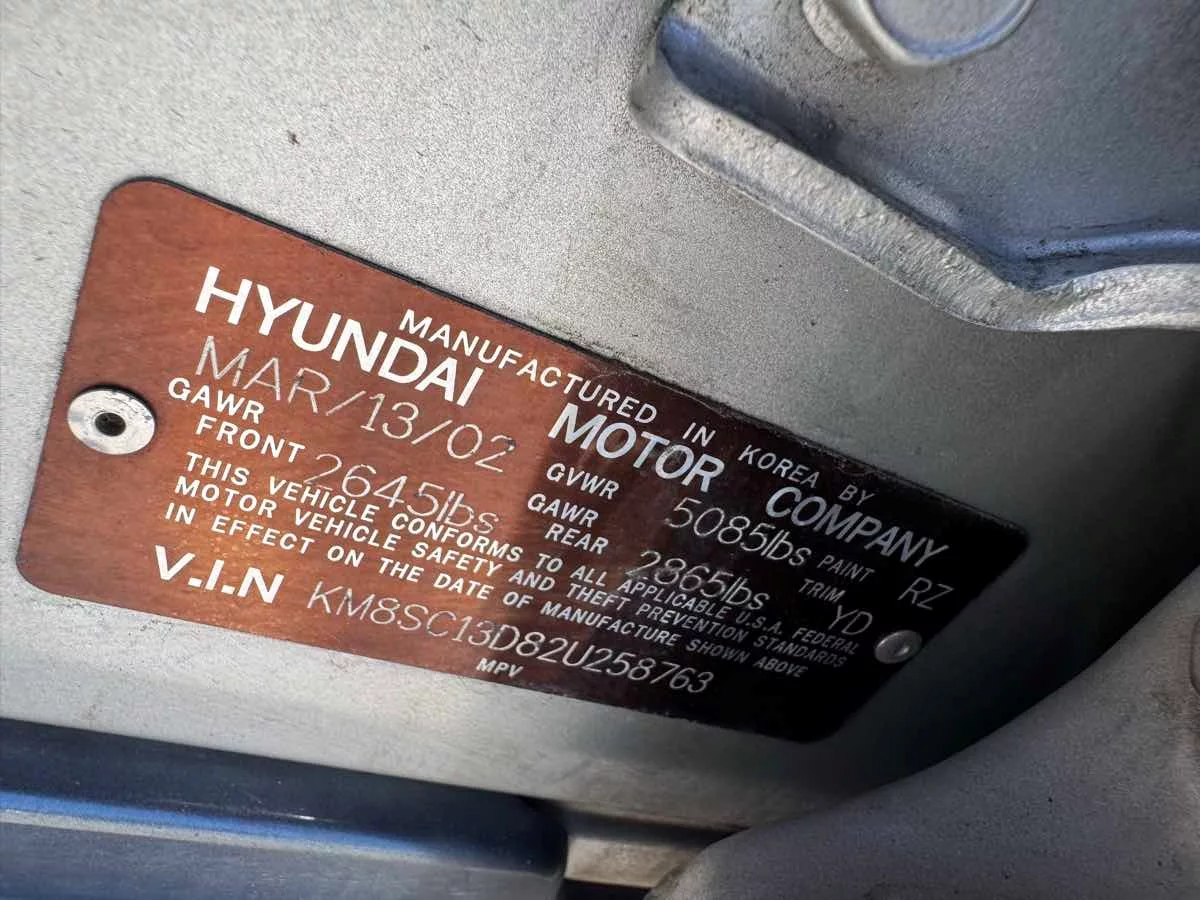 MANUFACTURED IN KOREA BY
HYUNDAI MOTOR COMPANY
MAR/13/02 GVWR 5085lbs PAINT RZ
GAWR FRONT 2645lbs GAWR REAR 2865lbs TRIM YD
THIS VEHICLE CONFORMS TO ALL APPLICABLE U.S.A. FEDERAL
MOTOR VEHICLE SAFETY AND THEFT PREVENTION STANDARDS
IN EFFECT ON THE DATE OF MANUFACTURE SHOWN ABOVE
V.I.N KM8SC13D82U258763
MPV